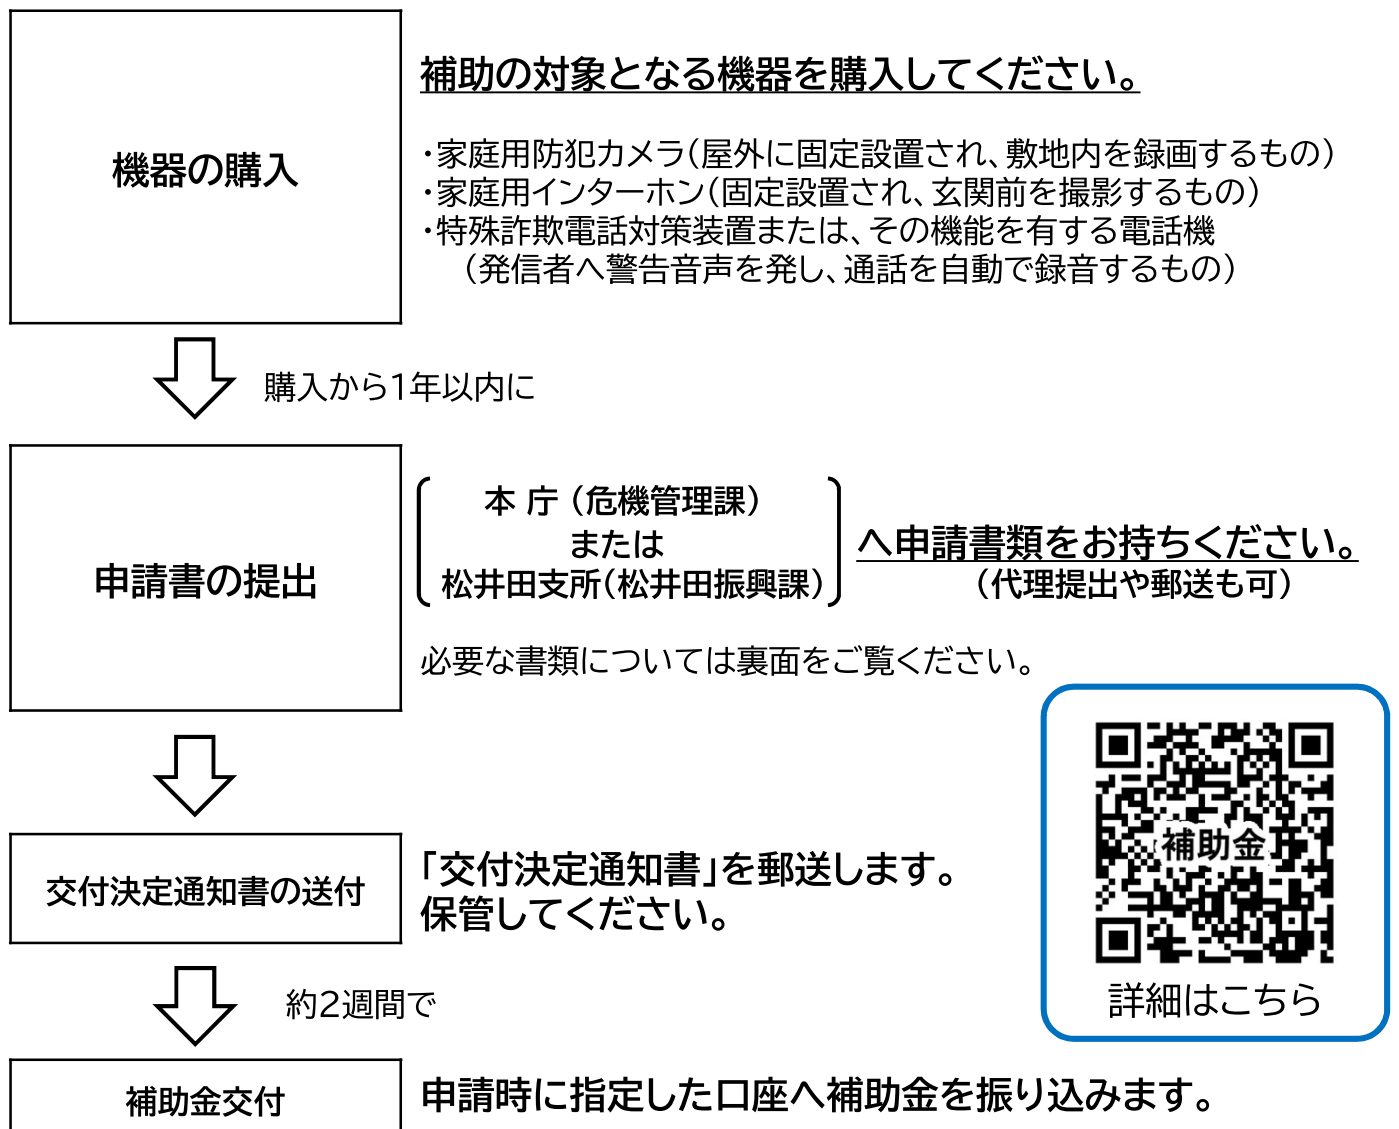 機器の購入
補助の対象となる機器を購入してください。
・家庭用防犯カメラ(屋外に固定設置され、敷地内を録画するもの)
・家庭用インターホン(固定設置され、玄関前を撮影するもの)
・特殊詐欺電話対策装置または、その機能を有する電話機
(発信者へ警告音声を発し、通話を自動で録音するもの)
購入から1年以内に
申請書の提出
本 庁(危機管理課)
または
松井田支所(松井田振興課)
へ申請書類をお持ちください。
(代理提出や郵送も可)
必要な書類については裏面をご覧ください。
補助金
詳細はこちら
交付決定通知書の送付
「交付決定通知書」を郵送します。
保管してください。
約2週間で
補助金交付
申請時に指定した口座へ補助金を振り込みます。